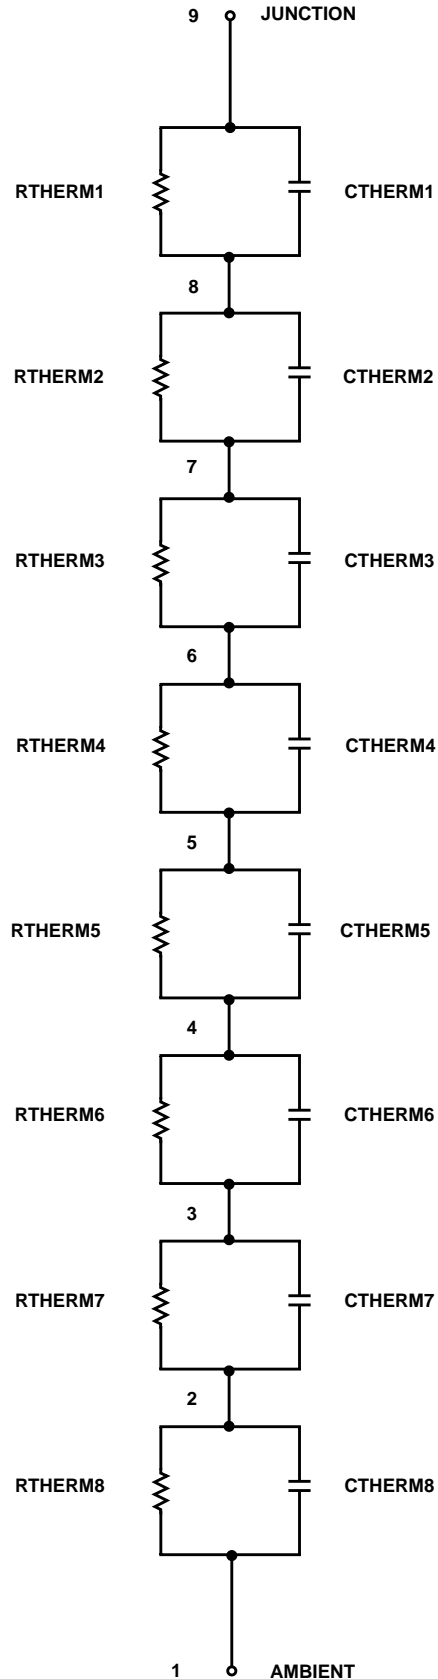 9 JUNCTION
RTHERM1 CTHERM1
8
RTHERM2 CTHERM2
7
RTHERM3 CTHERM3
6
RTHERM4 CTHERM4
5
RTHERM5 CTHERM5
4
RTHERM6 CTHERM6
3
RTHERM7 CTHERM7
2
RTHERM8 CTHERM8
1 AMBIENT